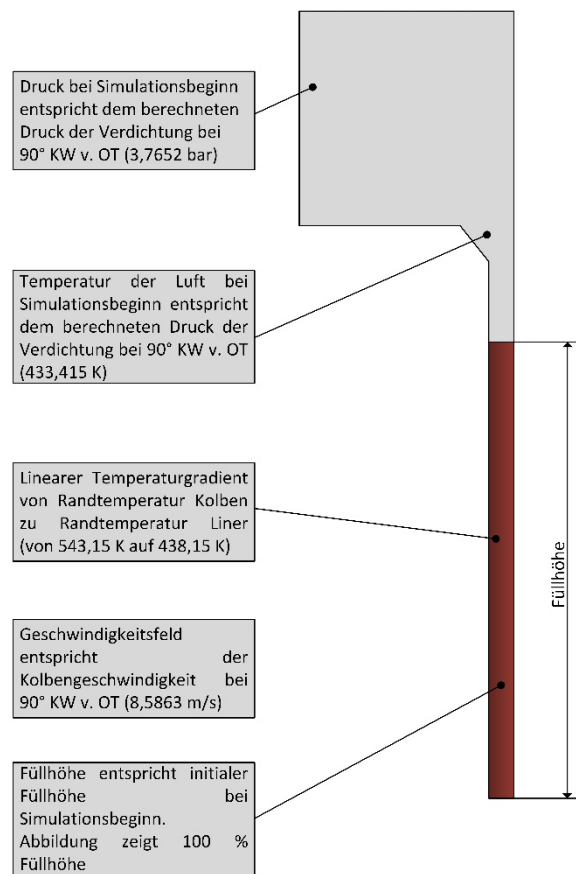 Druck bei Simulationsbeginn
entspricht dem berechneten
Druck der Verdichtung bei
90° KW v. OT (3,7652 bar)
Temperatur der Luft bei
Simulationsbeginn entspricht
dem berechneten Druck der
Verdichtung bei 90° KW v. OT
(433,415 K)
Linearer Temperaturgradient
von Randtemperatur Kolben
zu Randtemperatur Liner
(von 543,15 K auf 438,15 K)
Füllhöhe
Geschwindigkeitsfeld
entspricht der
Kolbengeschwindigkeit bei
90° KW v. OT (8,5863 m/s)
Füllhöhe entspricht initialer
Füllhöhe bei
Simulationsbeginn.
Abbildung zeigt 100 %
Füllhöhe